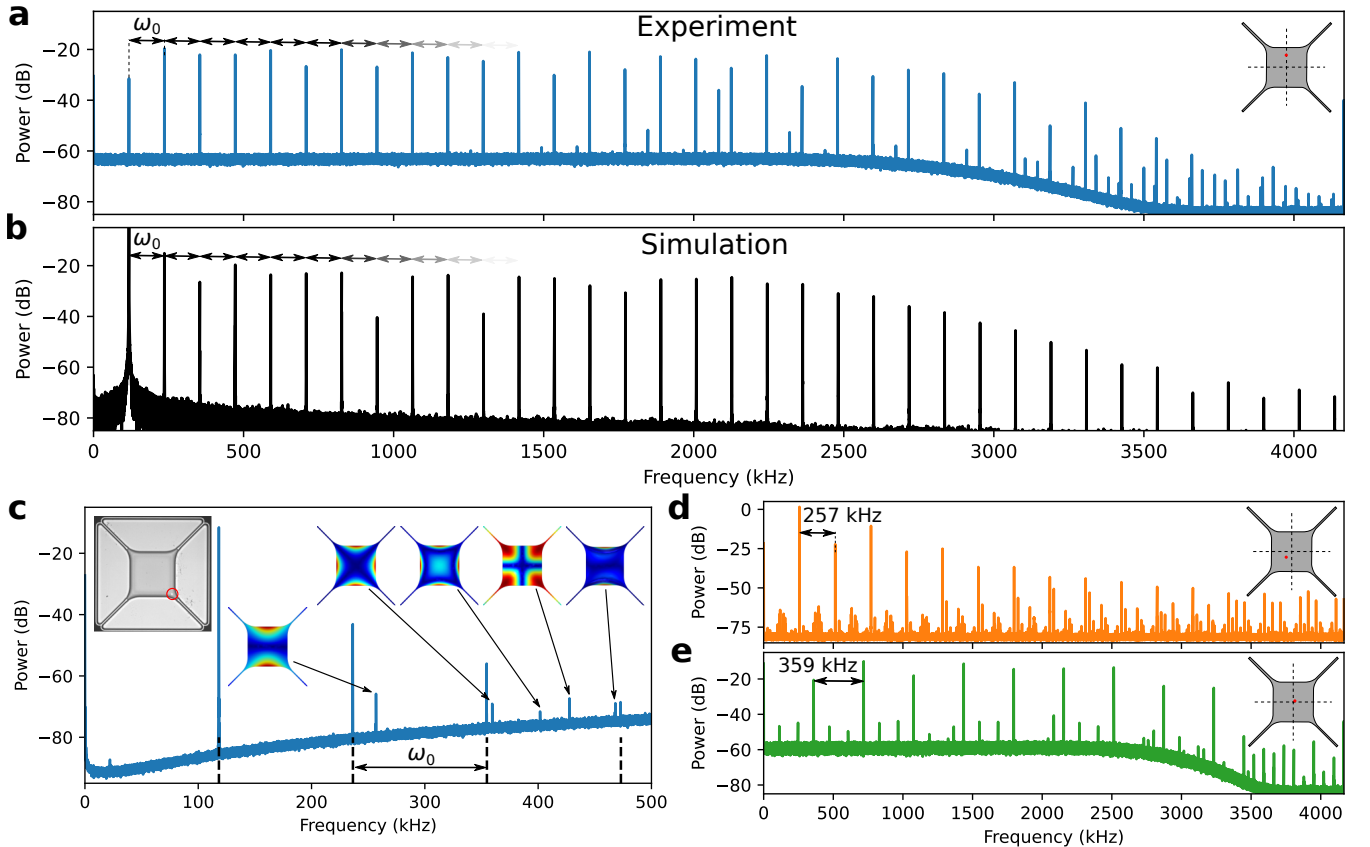 a
Experiment
ω₀
Power (dB)
−20
−40
−60
−80
b
Simulation
ω₀
Power (dB)
−20
−40
−60
−80
0 500 1000 1500 2000 2500 3000 3500 4000
Frequency (kHz)
c
Power (dB)
−20
−40
−60
−80
ω₀
0 100 200 300 400 500
Frequency (kHz)
d
257 kHz
Power (dB)
0
−25
−50
−75
e
359 kHz
Power (dB)
−20
−40
−60
−80
0 500 1000 1500 2000 2500 3000 3500 4000
Frequency (kHz)